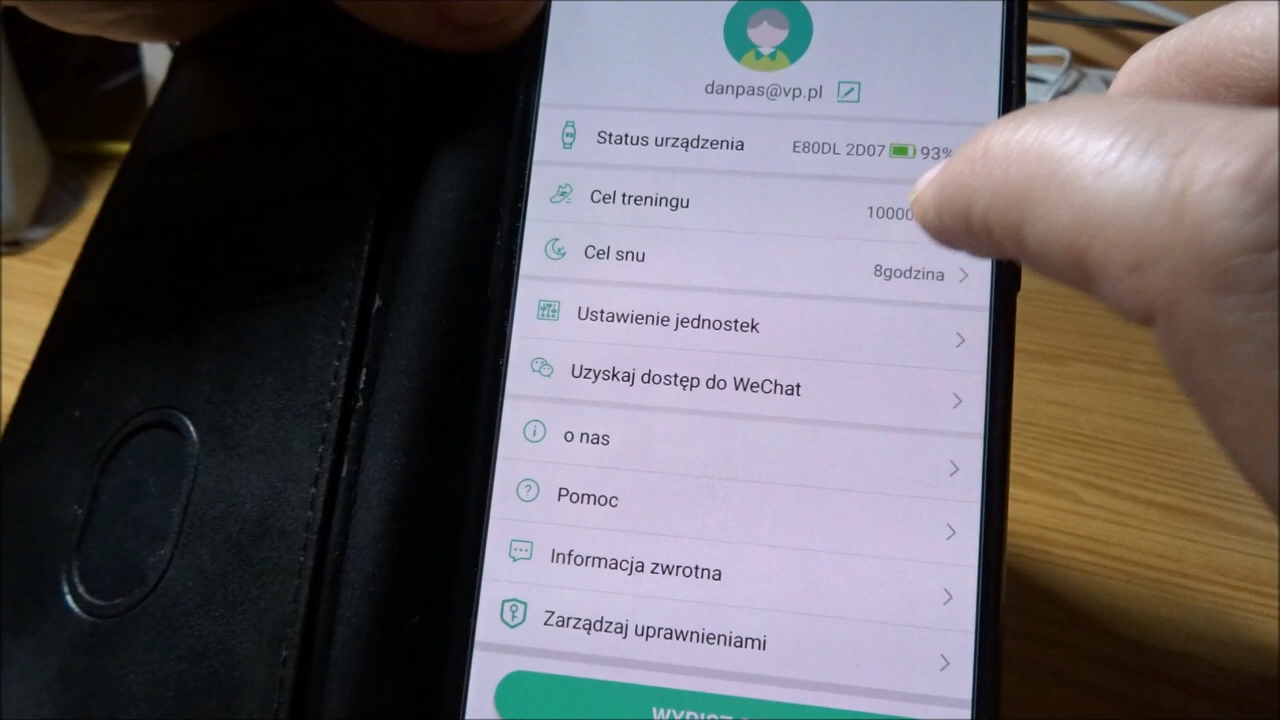 danpas@vp.pl
Status urządzenia E80DL 2D07 93%
Cel treningu 10000
Cel snu 8godzina
Ustawienie jednostek
Uzyskaj dostęp do WeChat
o nas
Pomoc
Informacja zwrotna
Zarządzaj uprawnieniami